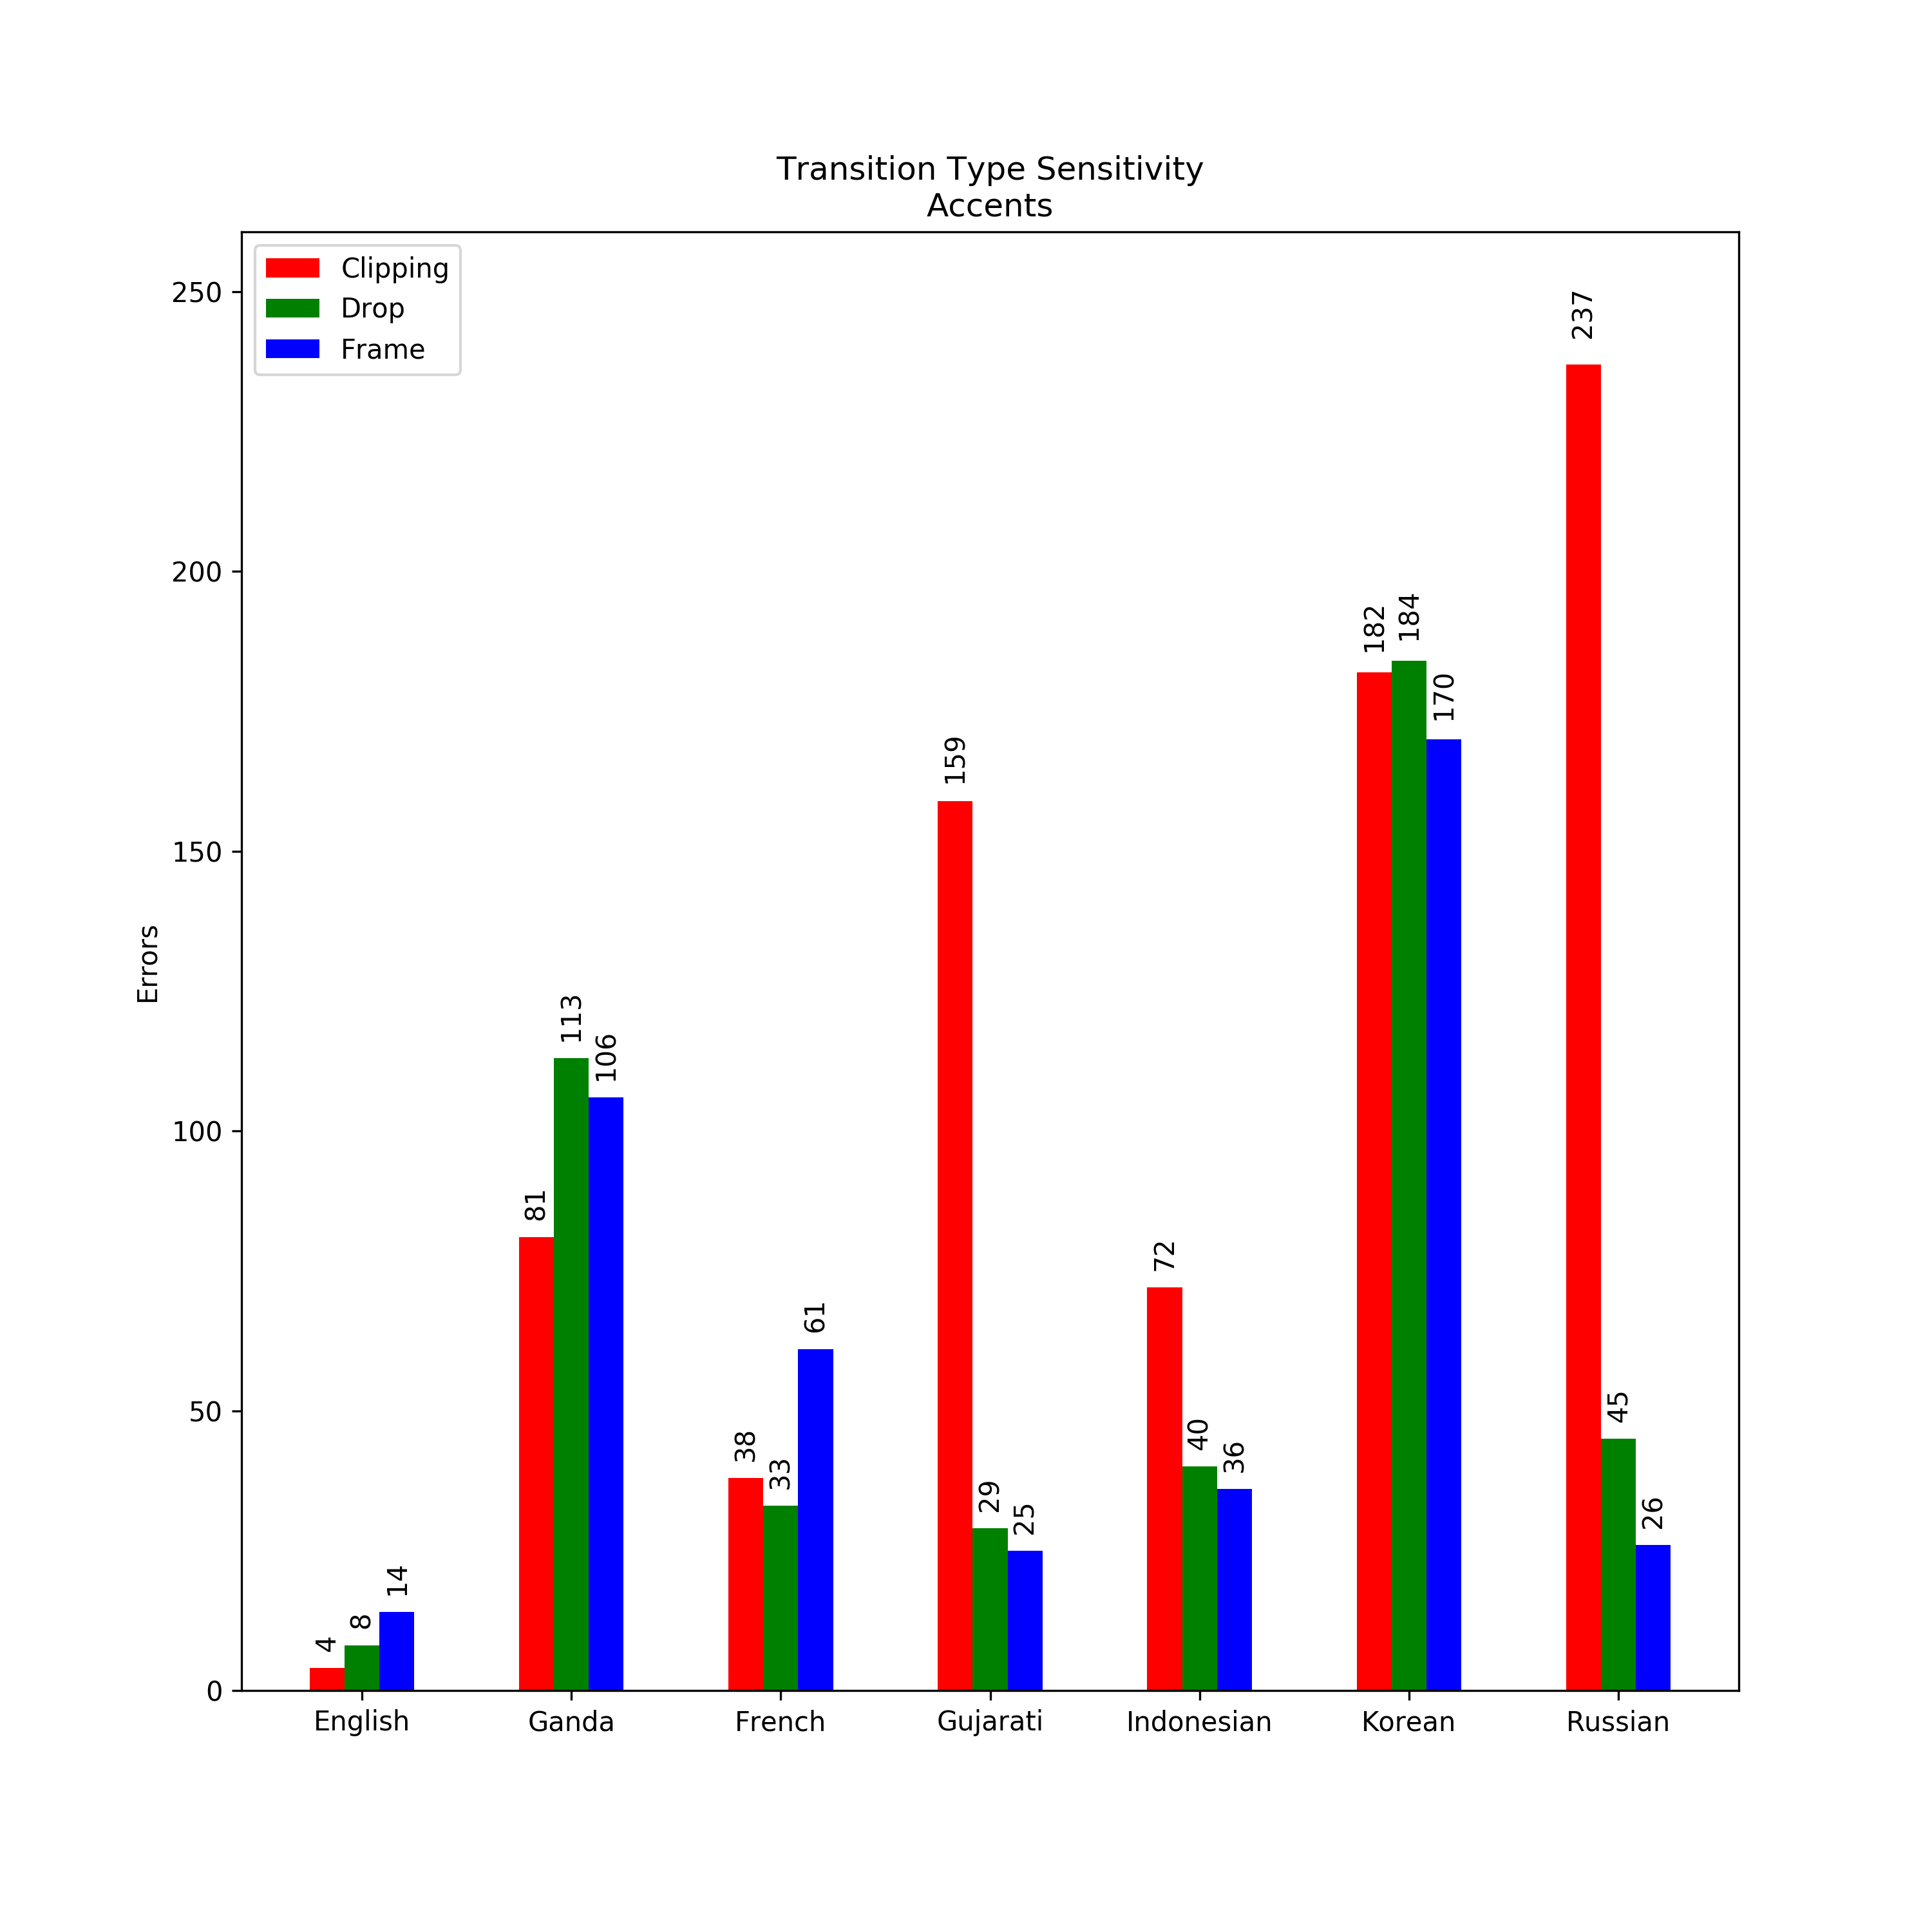 Transition Type Sensitivity
Accents
Clipping
Drop
Frame
Errors
250
200
150
100
50
0
4
8
14
81
113
106
38
33
61
159
29
25
72
40
36
182
184
170
237
45
26
English
Ganda
French
Gujarati
Indonesian
Korean
Russian